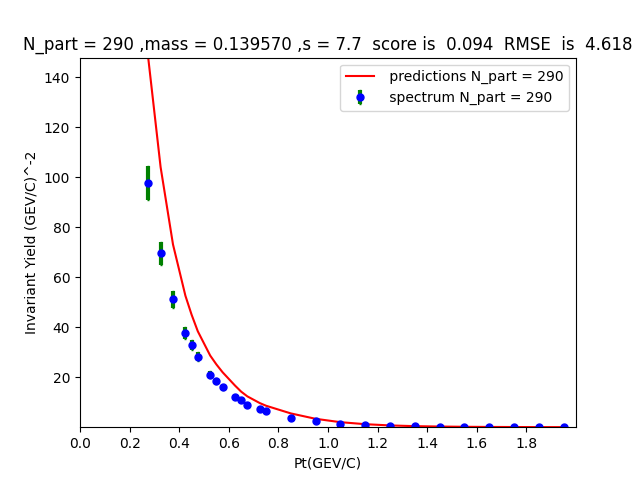 N_part = 290 ,mass = 0.139570 ,s = 7.7  score is  0.094  RMSE  is  4.618
predictions N_part = 290
spectrum N_part = 290
Invariant Yield (GEV/C)^-2
140
120
100
80
60
40
20
0.0 0.2 0.4 0.6 0.8 1.0 1.2 1.4 1.6 1.8
Pt(GEV/C)